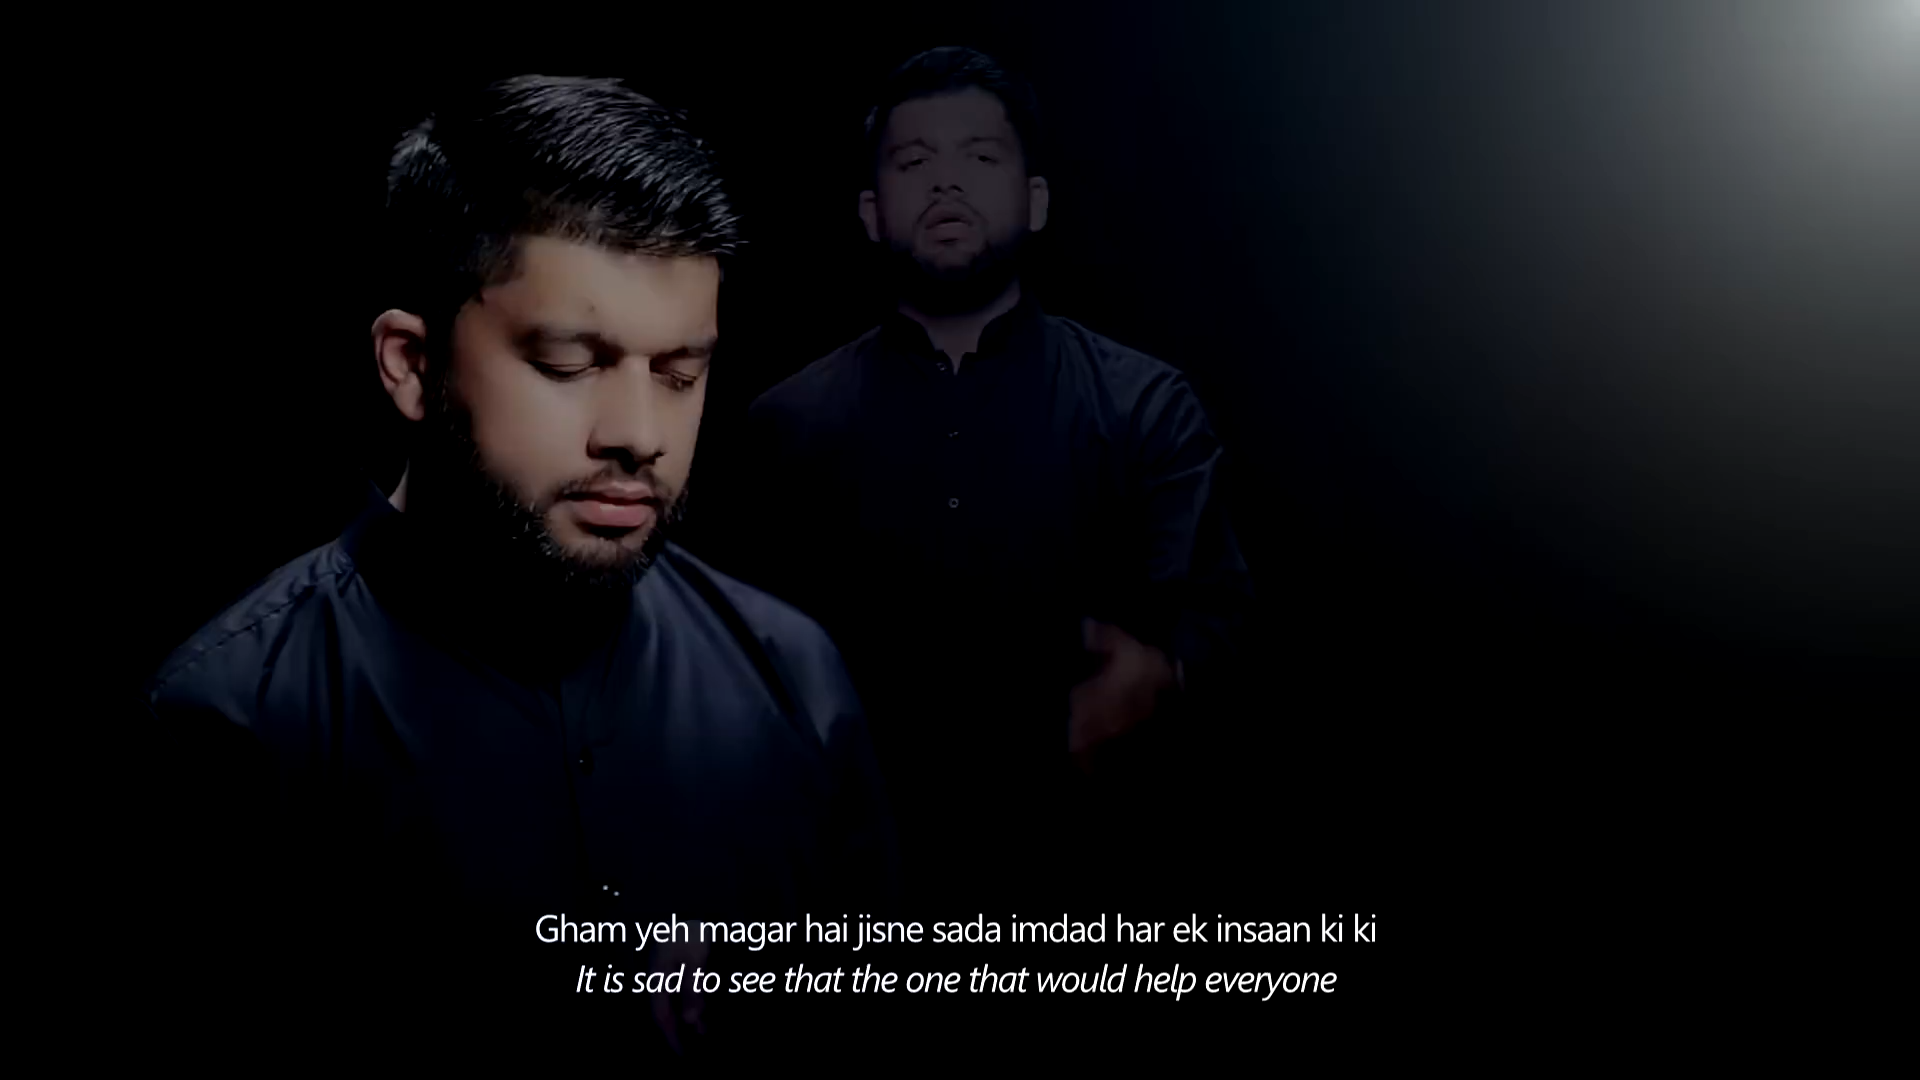 Gham yeh magar hai jisne sada imdad har ek insaan ki ki
It is sad to see that the one that would help everyone